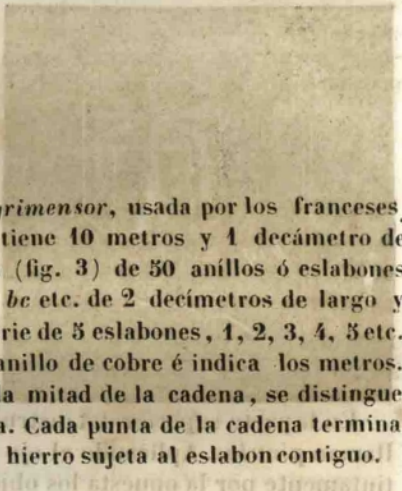 rimensor, usada por los franceses,
tiene 10 metros y 1 decámetro de
(fig. 3) de 50 anillos ó eslabones
bc etc. de 2 decímetros de largo y
rie de 5 eslabones, 1, 2, 3, 4, 5 etc.
anillo de cobre é indica los metros.
a mitad de la cadena, se distingue
a. Cada punta de la cadena termina
hierro sujeta al eslabon contiguo.